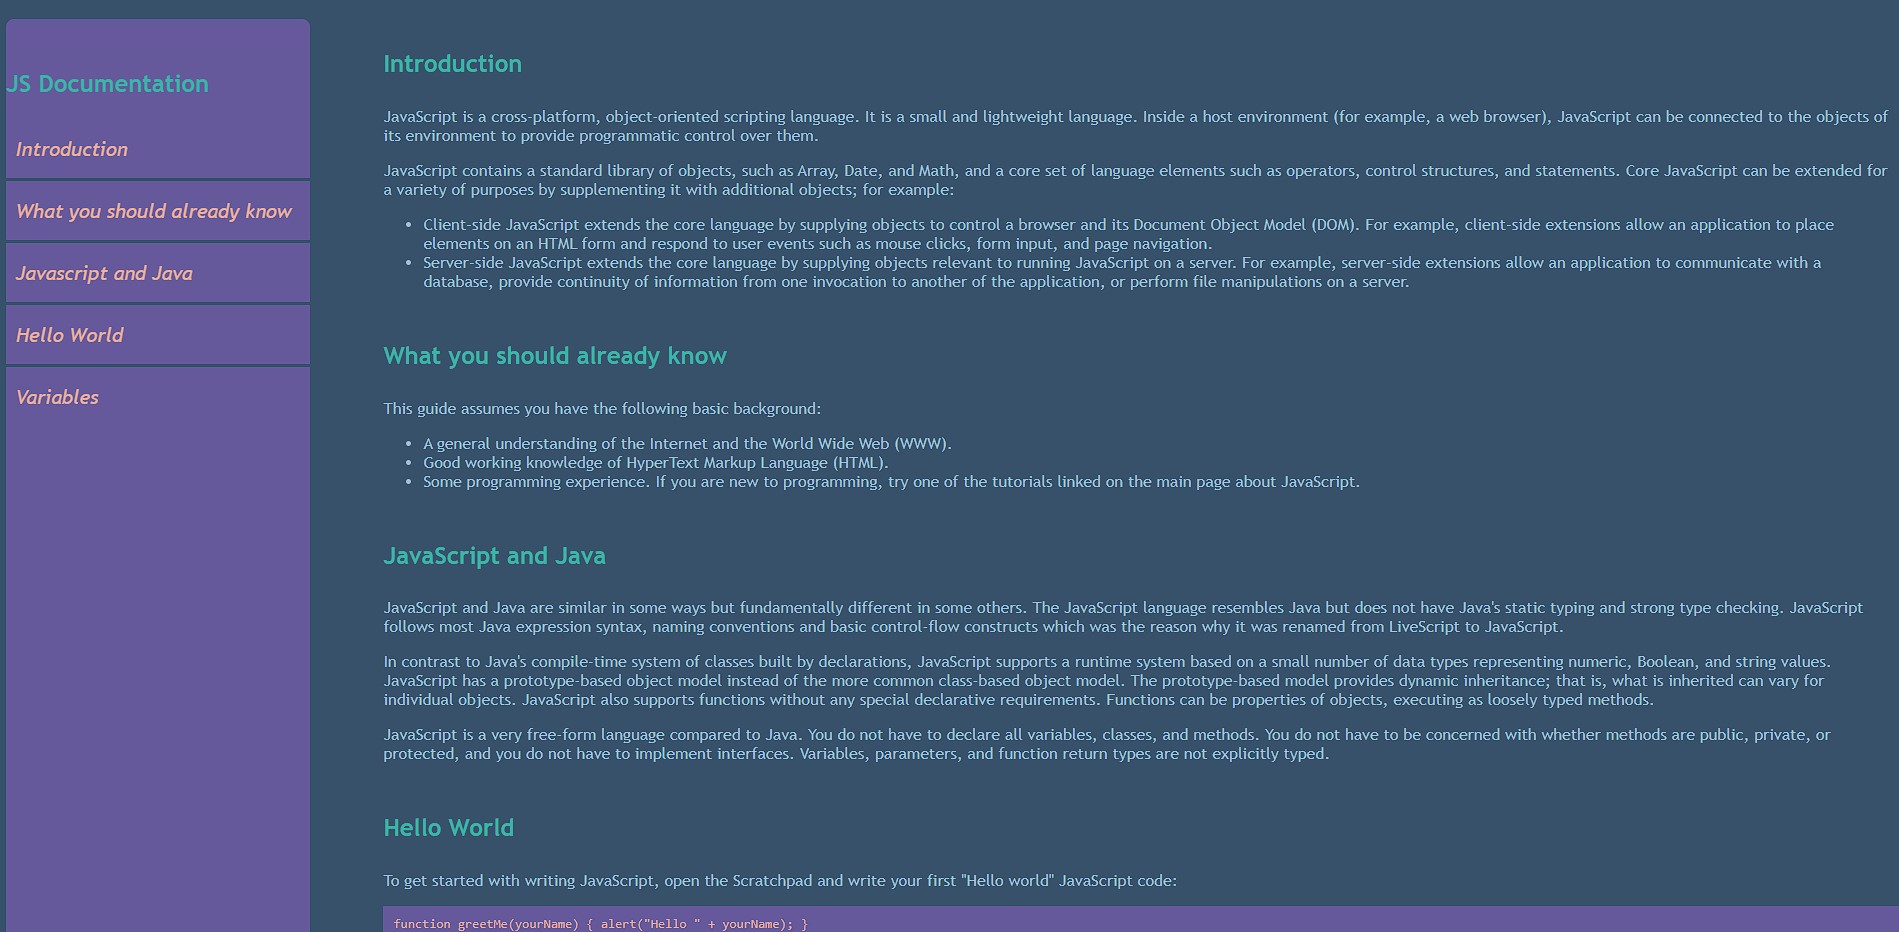 JS Documentation
Introduction
What you should already know
Javascript and Java
Hello World
Variables
Introduction
JavaScript is a cross-platform, object-oriented scripting language. It is a small and lightweight language. Inside a host environment (for example, a web browser), JavaScript can be connected to the objects of
its environment to provide programmatic control over them.
JavaScript contains a standard library of objects, such as Array, Date, and Math, and a core set of language elements such as operators, control structures, and statements. Core JavaScript can be extended for
a variety of purposes by supplementing it with additional objects; for example:
• Client-side JavaScript extends the core language by supplying objects to control a browser and its Document Object Model (DOM). For example, client-side extensions allow an application to place
elements on an HTML form and respond to user events such as mouse clicks, form input, and page navigation.
• Server-side JavaScript extends the core language by supplying objects relevant to running JavaScript on a server. For example, server-side extensions allow an application to communicate with a
database, provide continuity of information from one invocation to another of the application, or perform file manipulations on a server.
What you should already know
This guide assumes you have the following basic background:
• A general understanding of the Internet and the World Wide Web (WWW).
• Good working knowledge of HyperText Markup Language (HTML).
• Some programming experience. If you are new to programming, try one of the tutorials linked on the main page about JavaScript.
JavaScript and Java
JavaScript and Java are similar in some ways but fundamentally different in some others. The JavaScript language resembles Java but does not have Java's static typing and strong type checking. JavaScript
follows most Java expression syntax, naming conventions and basic control-flow constructs which was the reason why it was renamed from LiveScript to JavaScript.
In contrast to Java's compile-time system of classes built by declarations, JavaScript supports a runtime system based on a small number of data types representing numeric, Boolean, and string values.
JavaScript has a prototype-based object model instead of the more common class-based object model. The prototype-based model provides dynamic inheritance; that is, what is inherited can vary for
individual objects. JavaScript also supports functions without any special declarative requirements. Functions can be properties of objects, executing as loosely typed methods.
JavaScript is a very free-form language compared to Java. You do not have to declare all variables, classes, and methods. You do not have to be concerned with whether methods are public, private, or
protected, and you do not have to implement interfaces. Variables, parameters, and function return types are not explicitly typed.
Hello World
To get started with writing JavaScript, open the Scratchpad and write your first "Hello world" JavaScript code:
function greetMe(yourName) { alert("Hello " + yourName); }